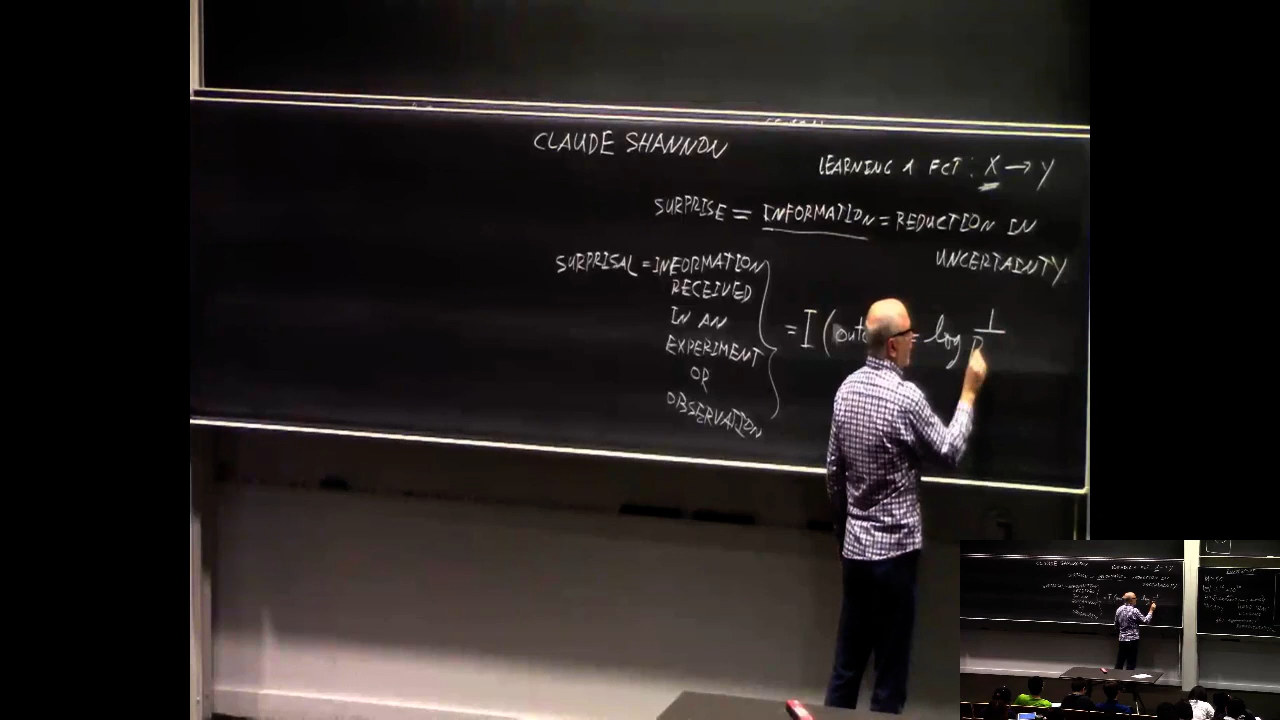 CLAUDE SHANNON
LEARNING A FCT: X → Y
SURPRISE = INFORMATION = REDUCTION IN
UNCERTAINTY
SURPRISAL = INFORMATION
RECEIVED
IN AN
EXPERIMENT
OR
OBSERVATION
= I (out = log 1/P